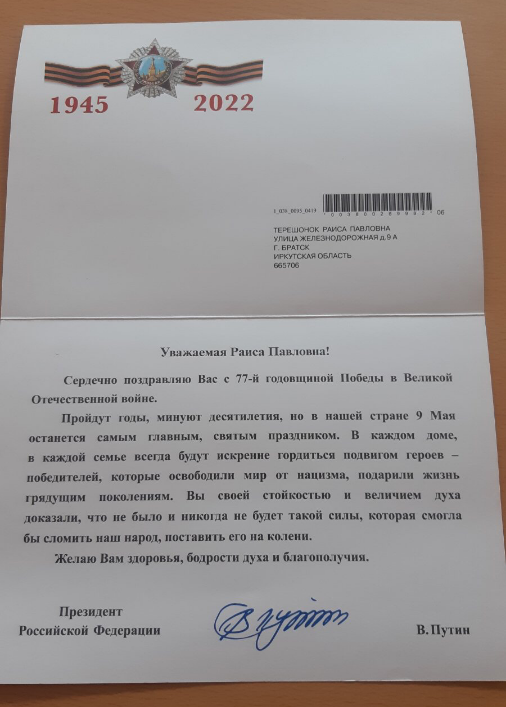 1945 2022
06
ТЕРЕШОНОК РАИСА ПАВЛОВНА
УЛИЦА ЖЕЛЕЗНОДОРОЖНАЯ д.9 А
Г. БРАТСК
ИРКУТСКАЯ ОБЛАСТЬ
665706
Уважаемая Раиса Павловна!
Сердечно поздравляю Вас с 77-й годовщиной Победы в Великой
Отечественной войне.
Пройдут годы, минуют десятилетия, но в нашей стране 9 Мая
останется самым главным, святым праздником. В каждом доме,
в каждой семье всегда будут искренне гордиться подвигом героев –
победителей, которые освободили мир от нацизма, подарили жизнь
грядущим поколениям. Вы своей стойкостью и величием духа
доказали, что не было и никогда не будет такой силы, которая смогла
бы сломить наш народ, поставить его на колени.
Желаю Вам здоровья, бодрости духа и благополучия.
Президент
Российской Федерации
В. Путин